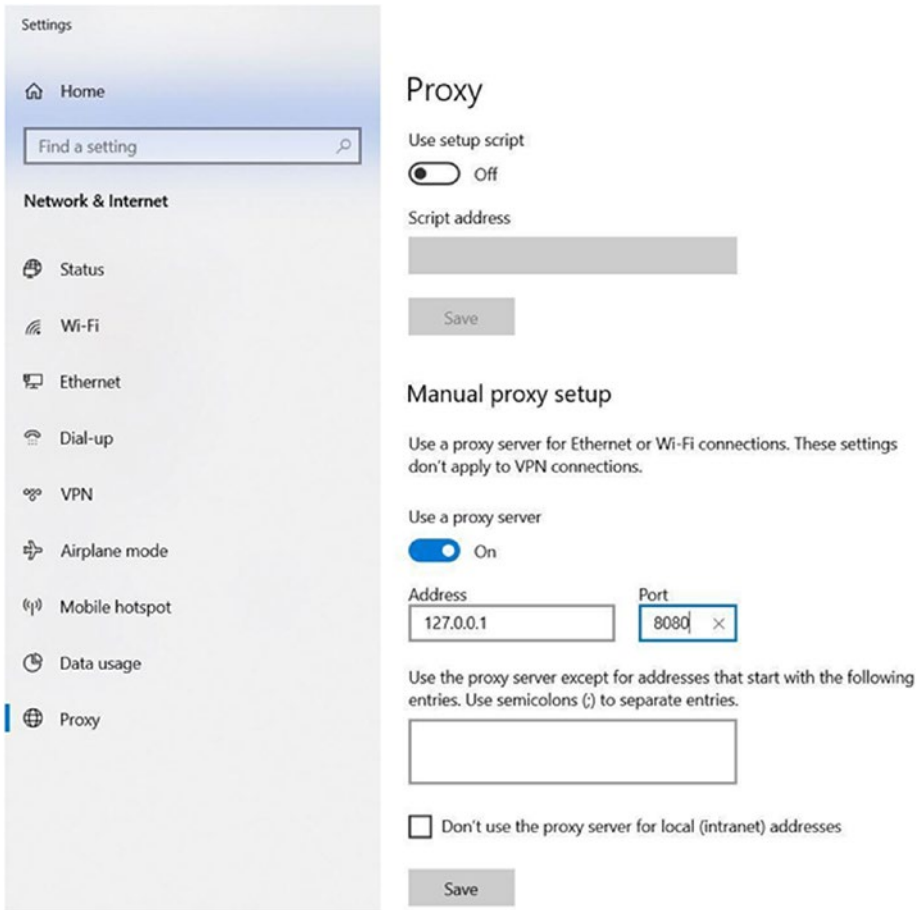 Settings
Home
Find a setting
Network & Internet
Status
Wi-Fi
Ethernet
Dial-up
VPN
Airplane mode
Mobile hotspot
Data usage
Proxy
Proxy
Use setup script
Off
Script address
Save
Manual proxy setup
Use a proxy server for Ethernet or Wi-Fi connections. These settings
don't apply to VPN connections.
Use a proxy server
On
Address
Port
127.0.0.1
8080
Use the proxy server except for addresses that start with the following
entries. Use semicolons (;) to separate entries.
Don't use the proxy server for local (intranet) addresses
Save